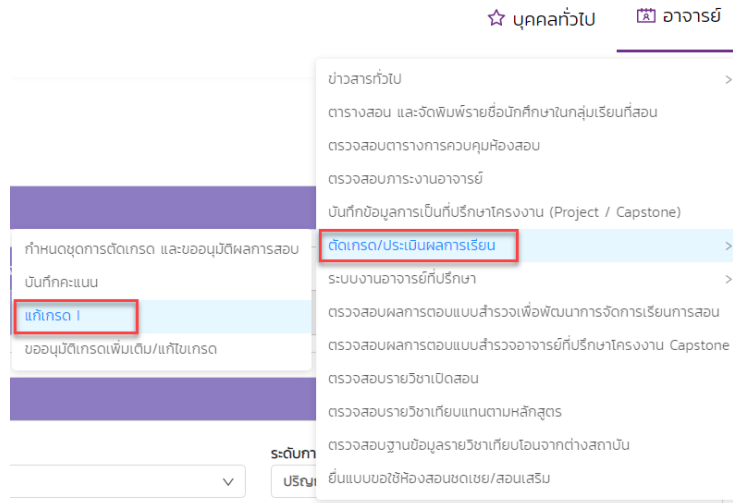 บุคคลทั่วไป
อาจารย์
ข่าวสารทั่วไป
ตารางสอน และจัดพิมพ์รายชื่อนักศึกษาในกลุ่มเรียนที่สอน
ตรวจสอบตารางการควบคุมห้องสอบ
ตรวจสอบภาระงานอาจารย์
บันทึกข้อมูลการเป็นที่ปรึกษาโครงงาน (Project / Capstone)
ตัดเกรด/ประเมินผลการเรียน
ระบบงานอาจารย์ที่ปรึกษา
ตรวจสอบผลการตอบแบบสำรวจเพื่อพัฒนาการจัดการเรียนการสอน
ตรวจสอบผลการตอบแบบสำรวจอาจารย์ที่ปรึกษาโครงงาน Capstone
ตรวจสอบรายวิชาเปิดสอน
ตรวจสอบรายวิชาเทียบแทนตามหลักสูตร
ตรวจสอบฐานข้อมูลรายวิชาเทียบโอนจากต่างสถาบัน
ยื่นแบบขอใช้ห้องสอนชดเชย/สอนเสริม
กำหนดชุดการตัดเกรด และขออนุมัติผลการสอบ
บันทึกคะแนน
แก้เกรด I
ขออนุมัติเกรดเพิ่มเติม/แก้ไขเกรด
ระดับกา
ปริญ